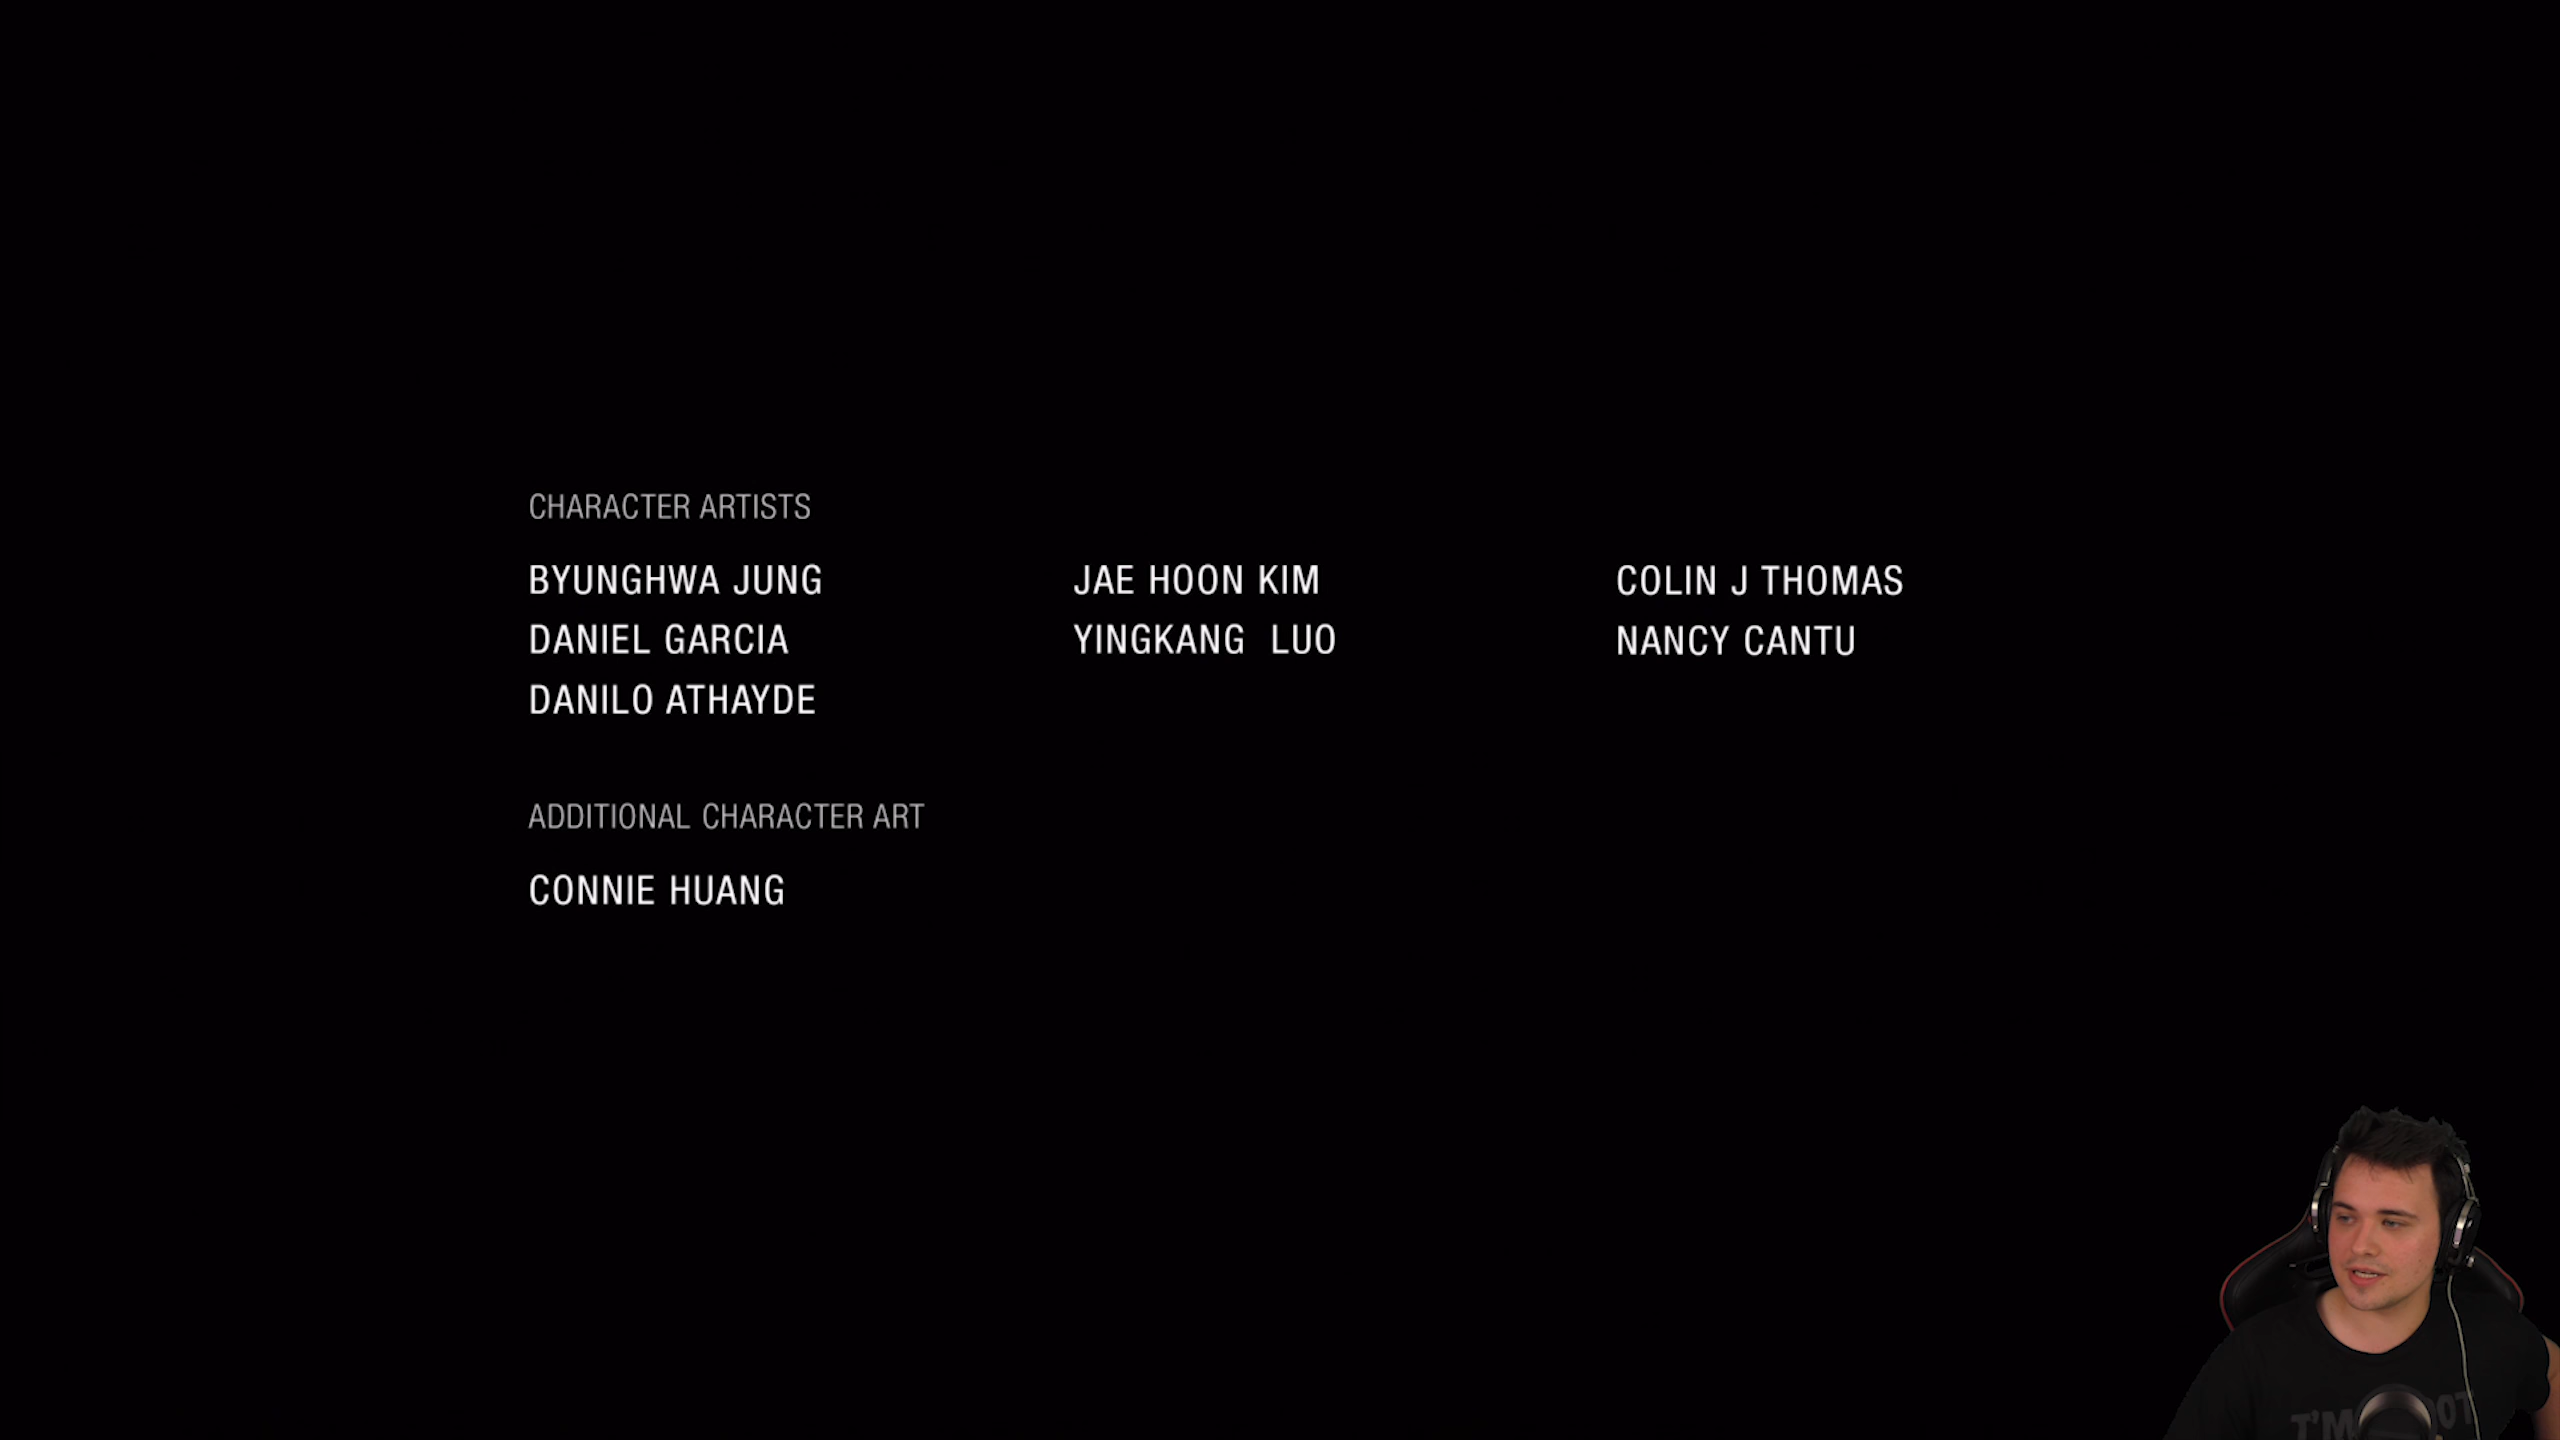 CHARACTER ARTISTS
BYUNGHWA JUNG JAE HOON KIM COLIN J THOMAS
DANIEL GARCIA YINGKANG LUO NANCY CANTU
DANILO ATHAYDE
ADDITIONAL CHARACTER ART
CONNIE HUANG
I'M